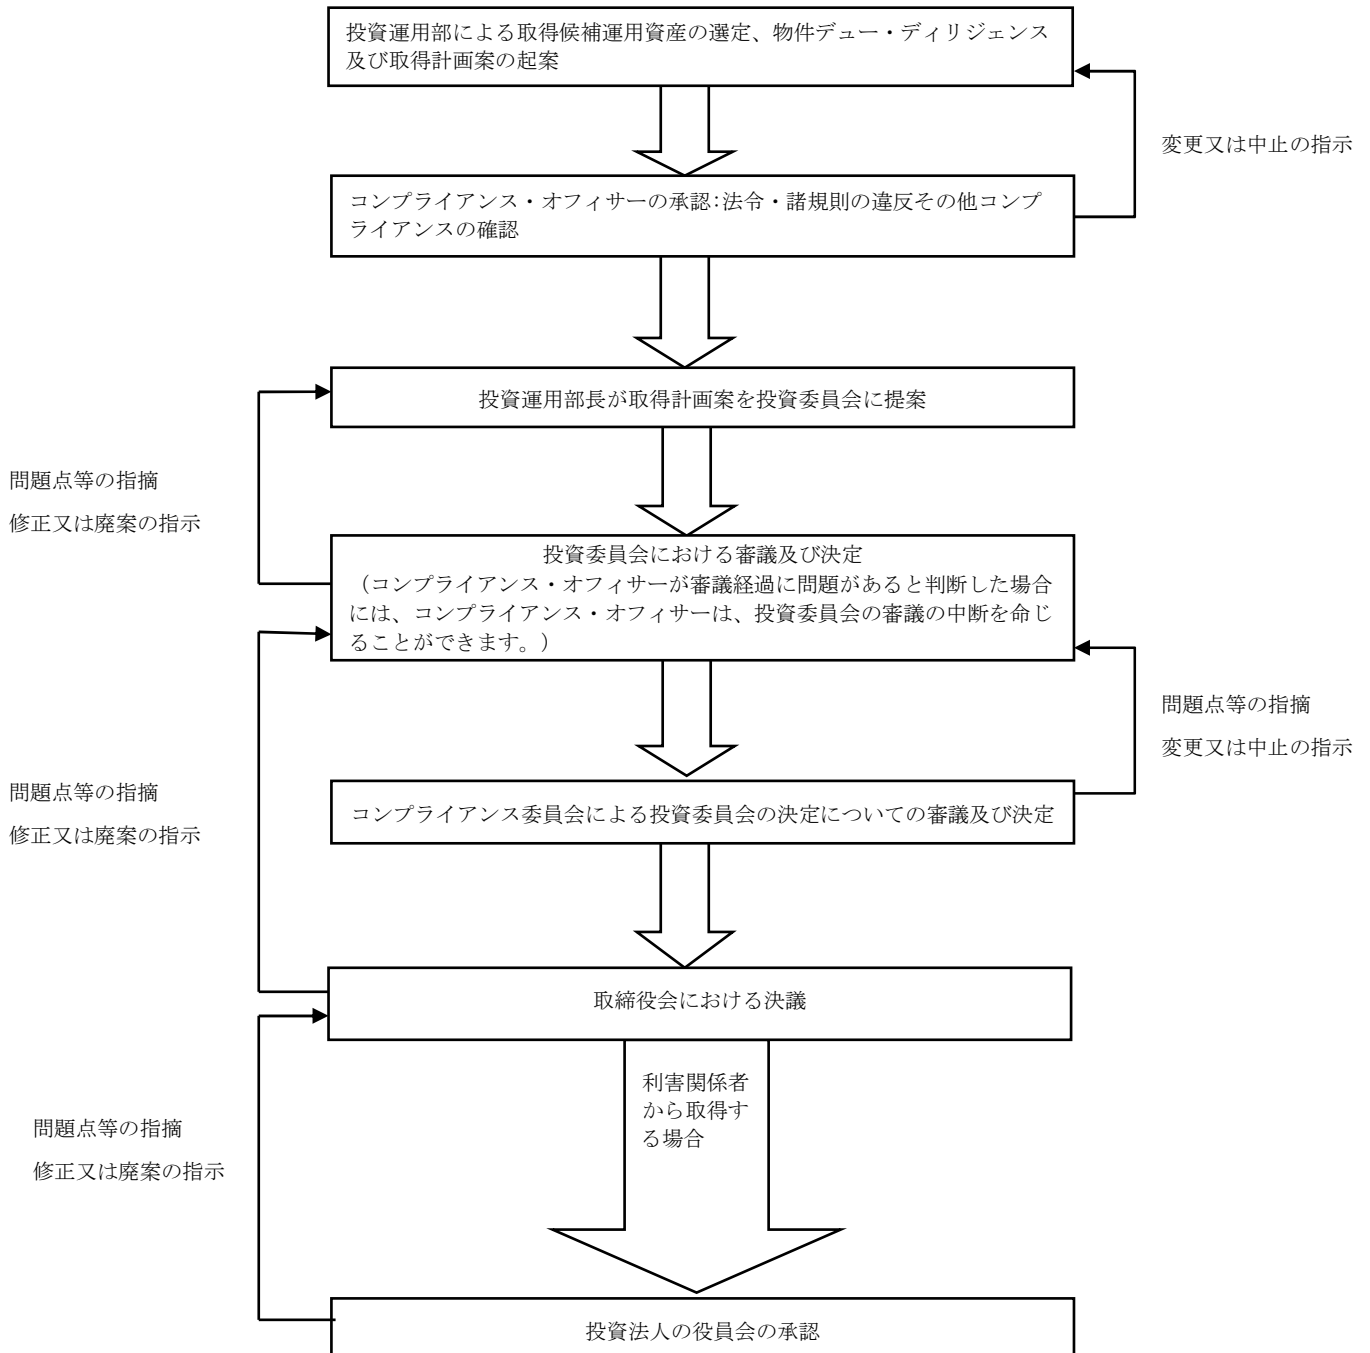 投資運用部による取得候補運用資産の選定、物件デュー・ディリジェンス
及び取得計画案の起案
変更又は中止の指示
コンプライアンス・オフィサーの承認:法令・諸規則の違反その他コンプ
ライアンスの確認
投資運用部長が取得計画案を投資委員会に提案
問題点等の指摘
修正又は廃案の指示
投資委員会における審議及び決定
（コンプライアンス・オフィサーが審議経過に問題があると判断した場合
には、コンプライアンス・オフィサーは、投資委員会の審議の中断を命じ
ることができます。）
問題点等の指摘
変更又は中止の指示
問題点等の指摘
修正又は廃案の指示
コンプライアンス委員会による投資委員会の決定についての審議及び決定
取締役会における決議
利害関係者
から取得す
る場合
問題点等の指摘
修正又は廃案の指示
投資法人の役員会の承認